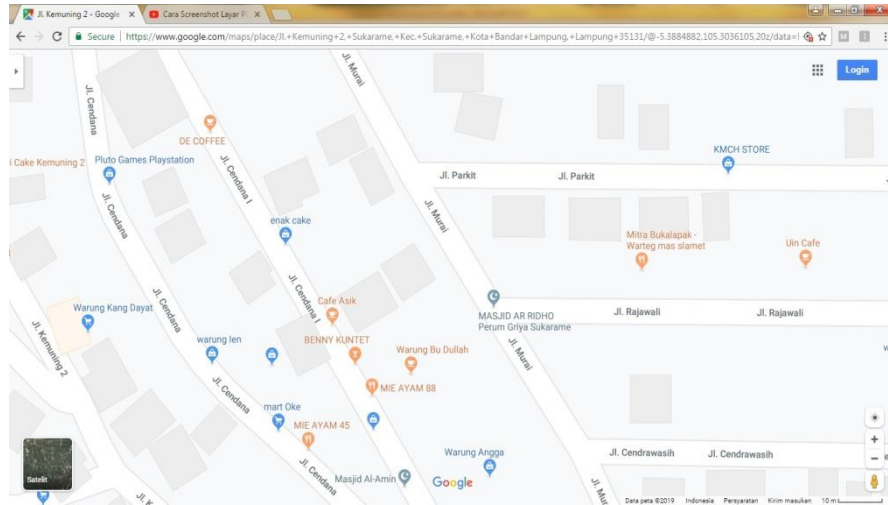 Jl. Kemuning 2 - Google
Cara Screenshot Layar PC
Secure | https://www.google.com/maps/place/Jl.+Kemuning+2,+Sukarame,+Kec.+Sukarame,+Kota+Bandar+Lampung,+Lampung+35131/@-5.3884882,105.3036105,20z/data=!
Login
Jl. Cendana
DE COFFEE
Jl. Murai
KMCH STORE
i Cake Kemuning 2
Pluto Games Playstation
Jl. Cendana I
Jl. Parkit
Jl. Parkit
Jl. Cendana
Jl. Murai
enak cake
Mitra Bukalapak -
Warteg mas slamet
Uin Cafe
Jl. Cendana
Jl. Cendana I
Cafe Asik
Warung Kang Dayat
MASJID AR RIDHO
Perum Griya Sukarame
Jl. Rajawali
Jl. Rajawali
Jl. Kemuning 2
warung len
BENNY KUNTET
Warung Bu Dullah
Jl. Murai
MIE AYAM 88
Jl. Cendana
mart Oke
MIE AYAM 45
Jl. Cendrawasih
Jl. Cendrawasih
Warung Angga
Jl. Cendana
Masjid Al-Amin
Google
Satelit
Jl. K
Jl. Mur
Data peta ©2019 Indonesia Persyaratan Kirim masukan 10 m